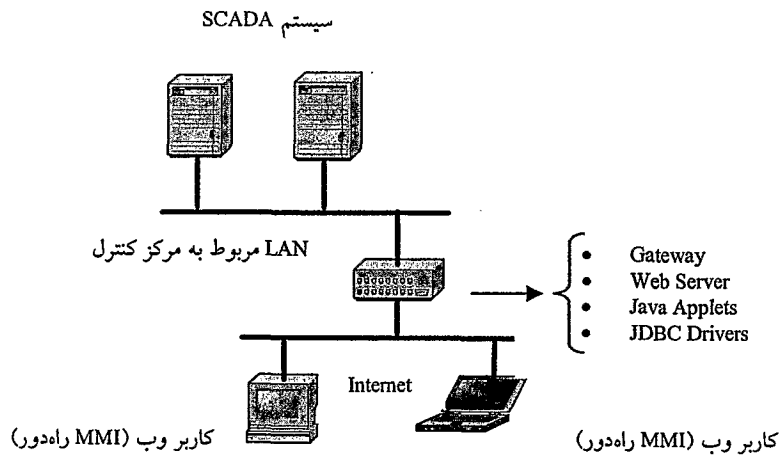 سیستم SCADA
LAN مربوط به مرکز کنترل
• Gateway
• Web Server
• Java Applets
• JDBC Drivers
Internet
کاربر وب (MMI راه‌دور)
کاربر وب (MMI راه‌دور)